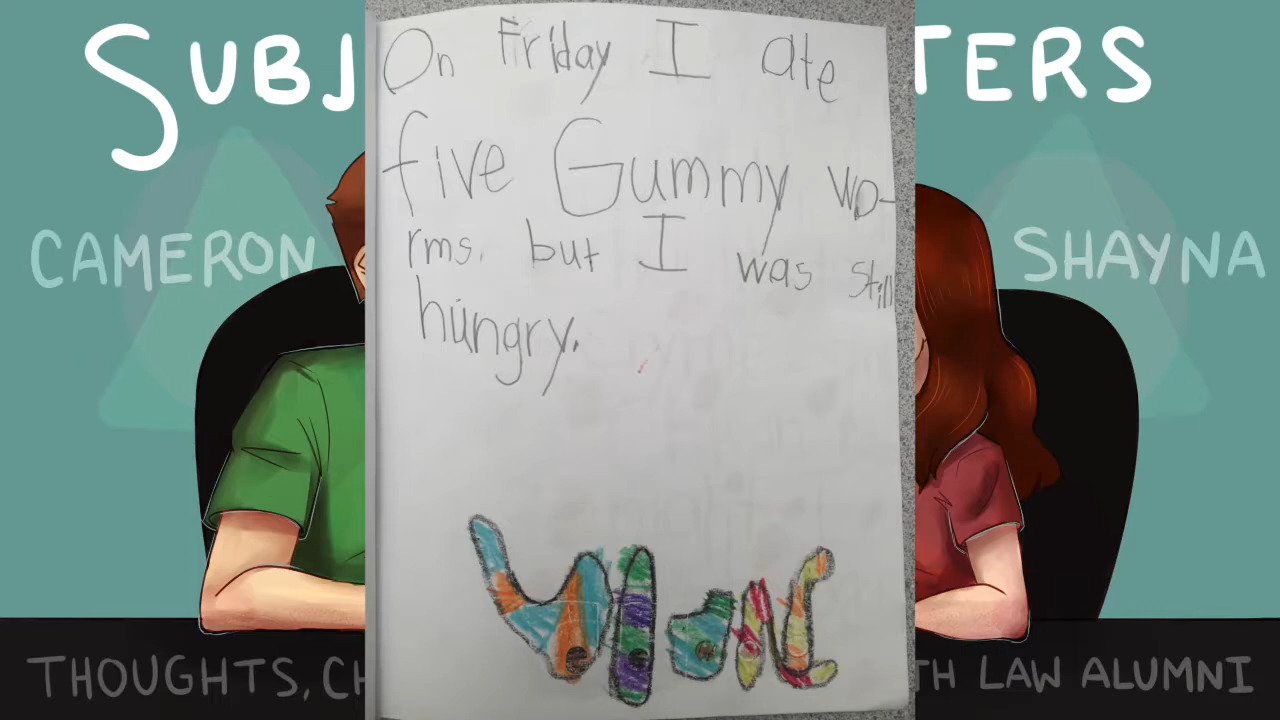 SUBJ
TERS
CAMERON
SHAYNA
On Friday I ate
five Gummy wo-
rms. but I was still
hungry.
THOUGHTS, CH
TH LAW ALUMNI